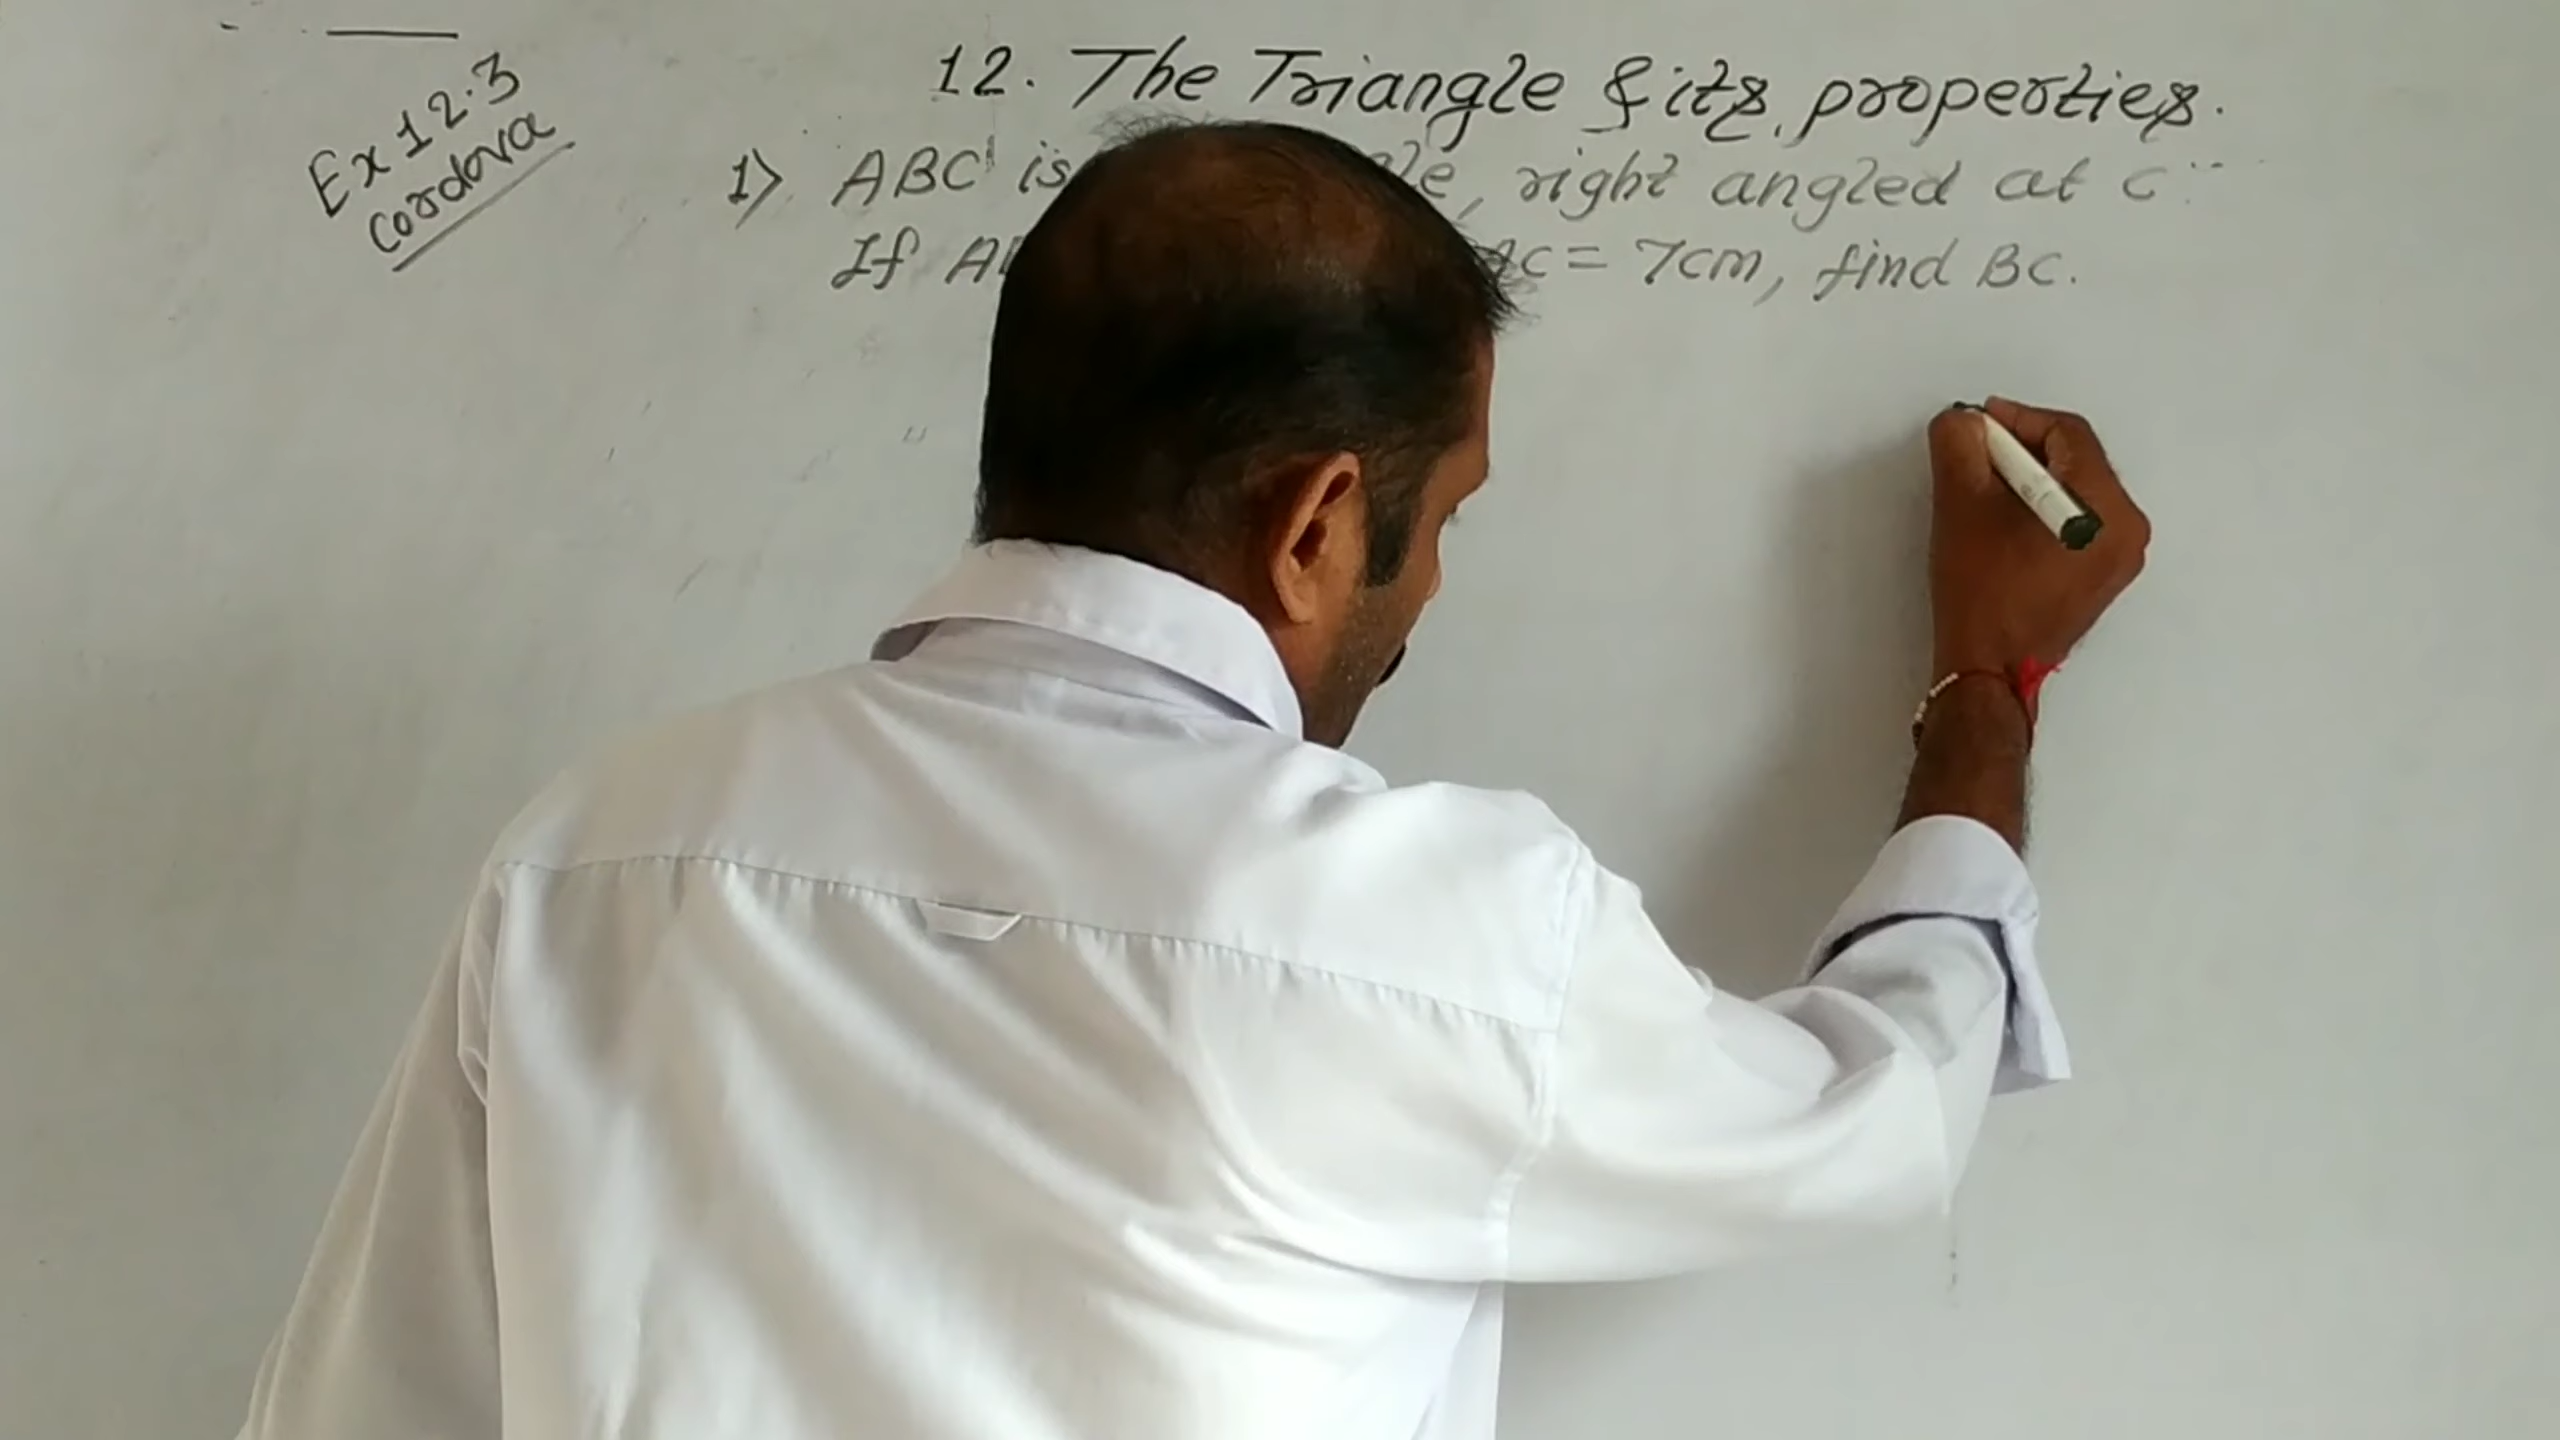 Ex 12.3
Cordova
12. The Triangle & its properties.
1) ABC is right angled at C
If AC = 7cm, find BC.